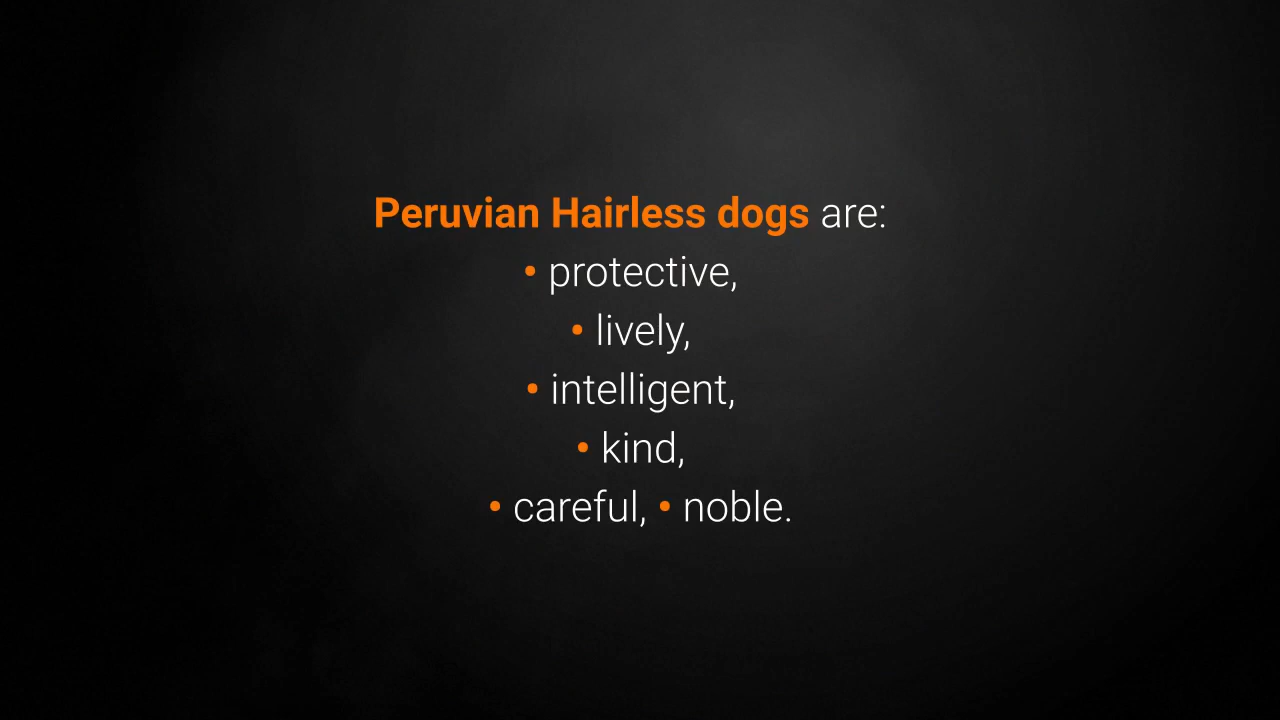 Peruvian Hairless dogs are:
• protective,
• lively,
• intelligent,
• kind,
• careful, • noble.